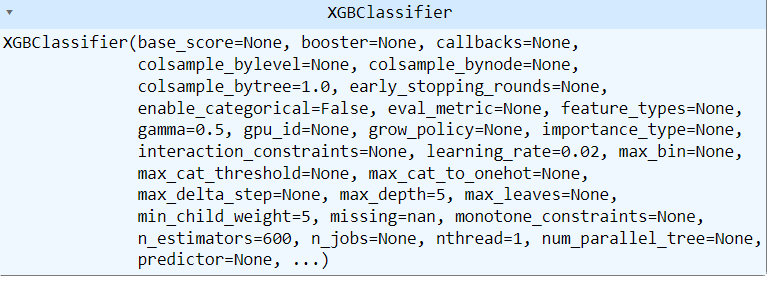 XGBClassifier
XGBClassifier(base_score=None, booster=None, callbacks=None,
colsample_bylevel=None, colsample_bynode=None,
colsample_bytree=1.0, early_stopping_rounds=None,
enable_categorical=False, eval_metric=None, feature_types=None,
gamma=0.5, gpu_id=None, grow_policy=None, importance_type=None,
interaction_constraints=None, learning_rate=0.02, max_bin=None,
max_cat_threshold=None, max_cat_to_onehot=None,
max_delta_step=None, max_depth=5, max_leaves=None,
min_child_weight=5, missing=nan, monotone_constraints=None,
n_estimators=600, n_jobs=None, nthread=1, num_parallel_tree=None,
predictor=None, ...)